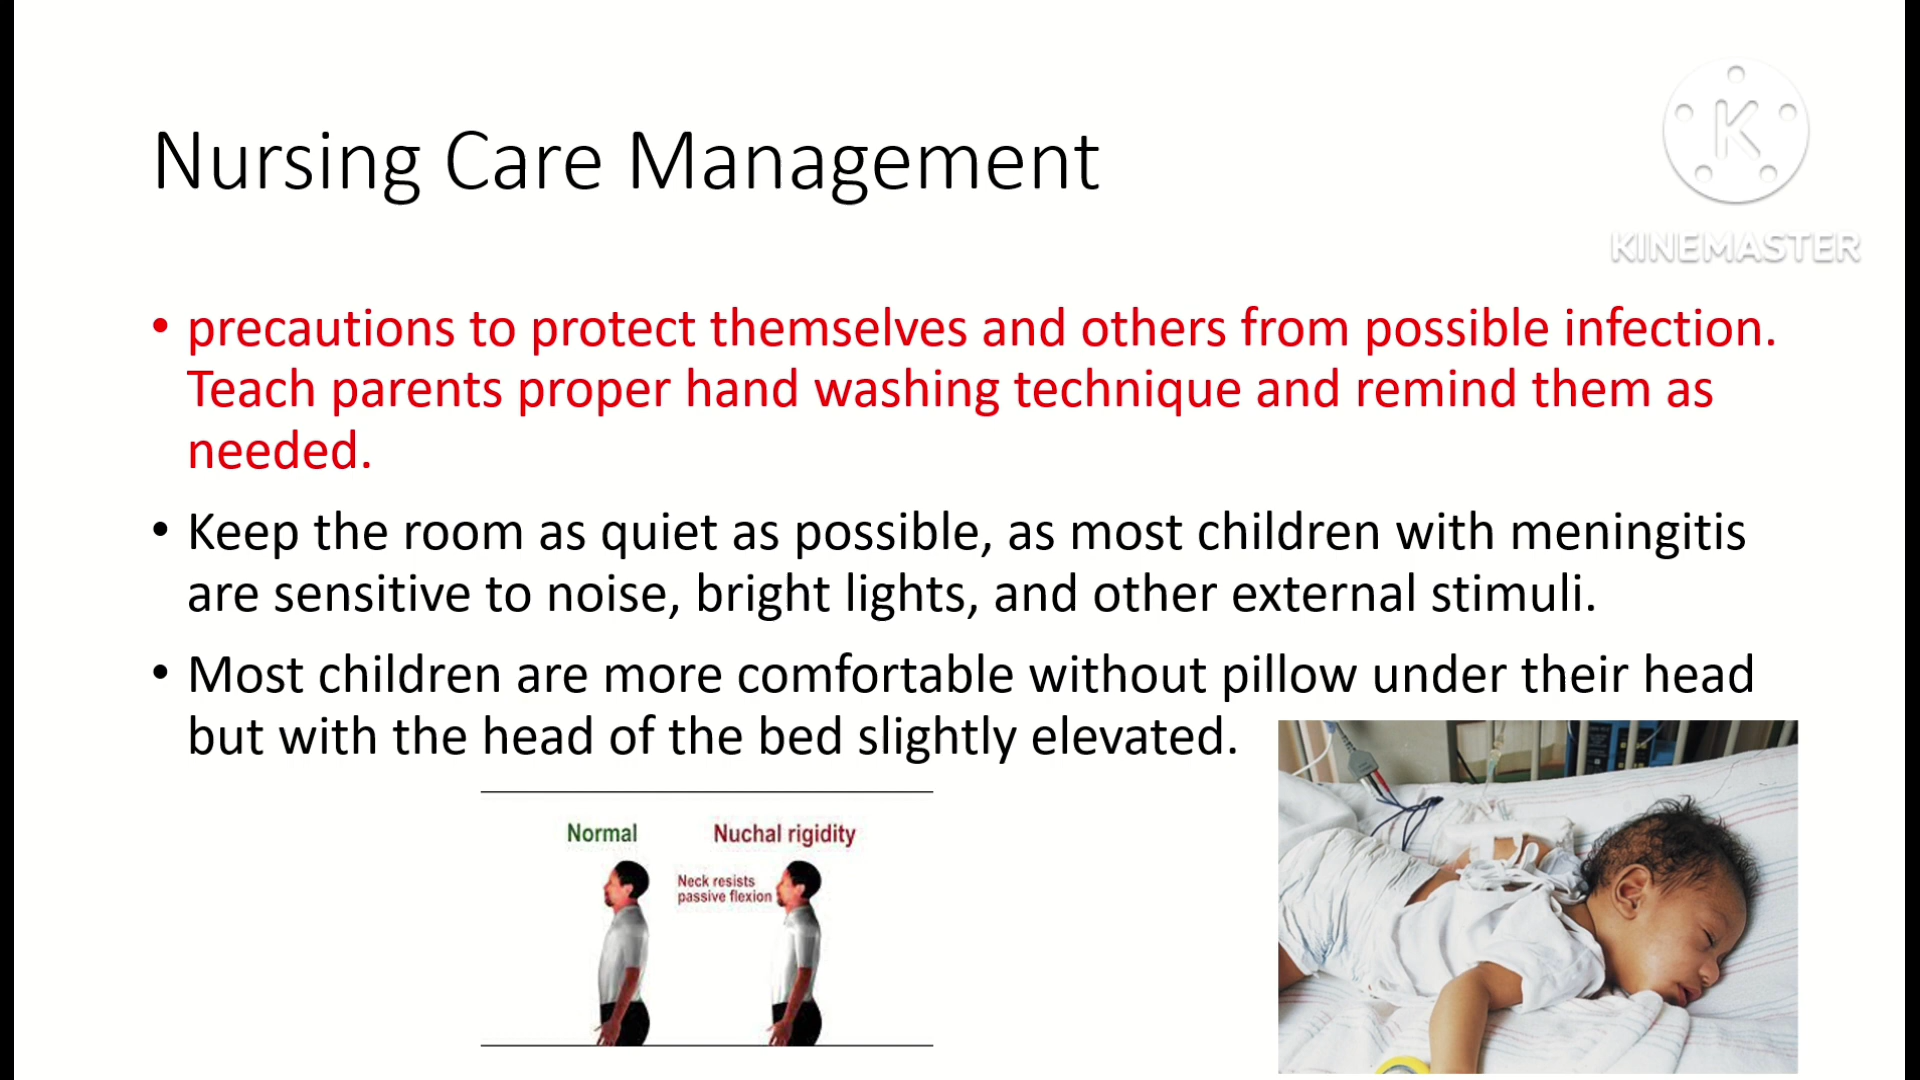 Nursing Care Management
K
KINEMASTER
• precautions to protect themselves and others from possible infection.
Teach parents proper hand washing technique and remind them as
needed.
• Keep the room as quiet as possible, as most children with meningitis
are sensitive to noise, bright lights, and other external stimuli.
• Most children are more comfortable without pillow under their head
but with the head of the bed slightly elevated.
Normal
Nuchal rigidity
Neck resists
passive flexion